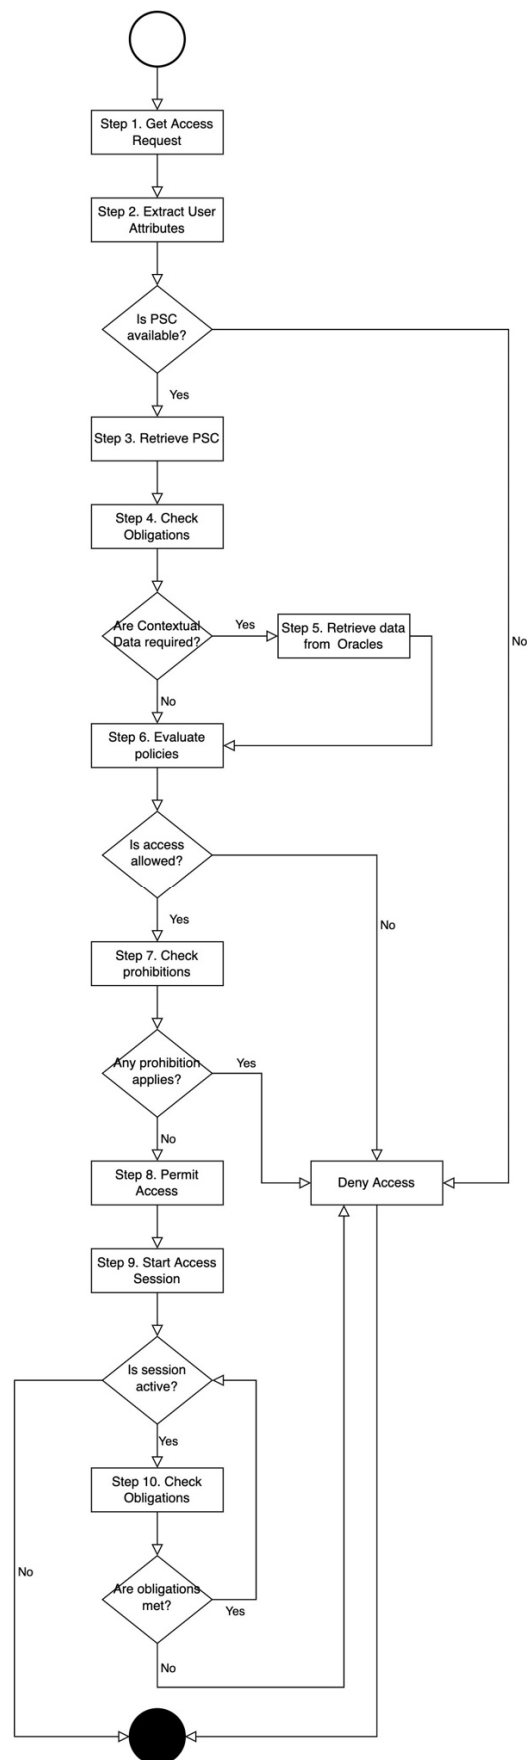 Step 1. Get Access
Request
Step 2. Extract User
Attributes
Is PSC
available?
Yes
Step 3. Retrieve PSC
Step 4. Check
Obligations
Are Contextual
Data required?
Yes
Step 5. Retrieve data
from Oracles
No
No
Step 6. Evaluate
policies
Is access
allowed?
Yes
No
Step 7. Check
prohibitions
Any prohibition
applies?
Yes
No
Step 8. Permit
Access
Deny Access
Step 9. Start Access
Session
Is session
active?
Yes
Step 10. Check
Obligations
No
Are obligations
met?
Yes
No